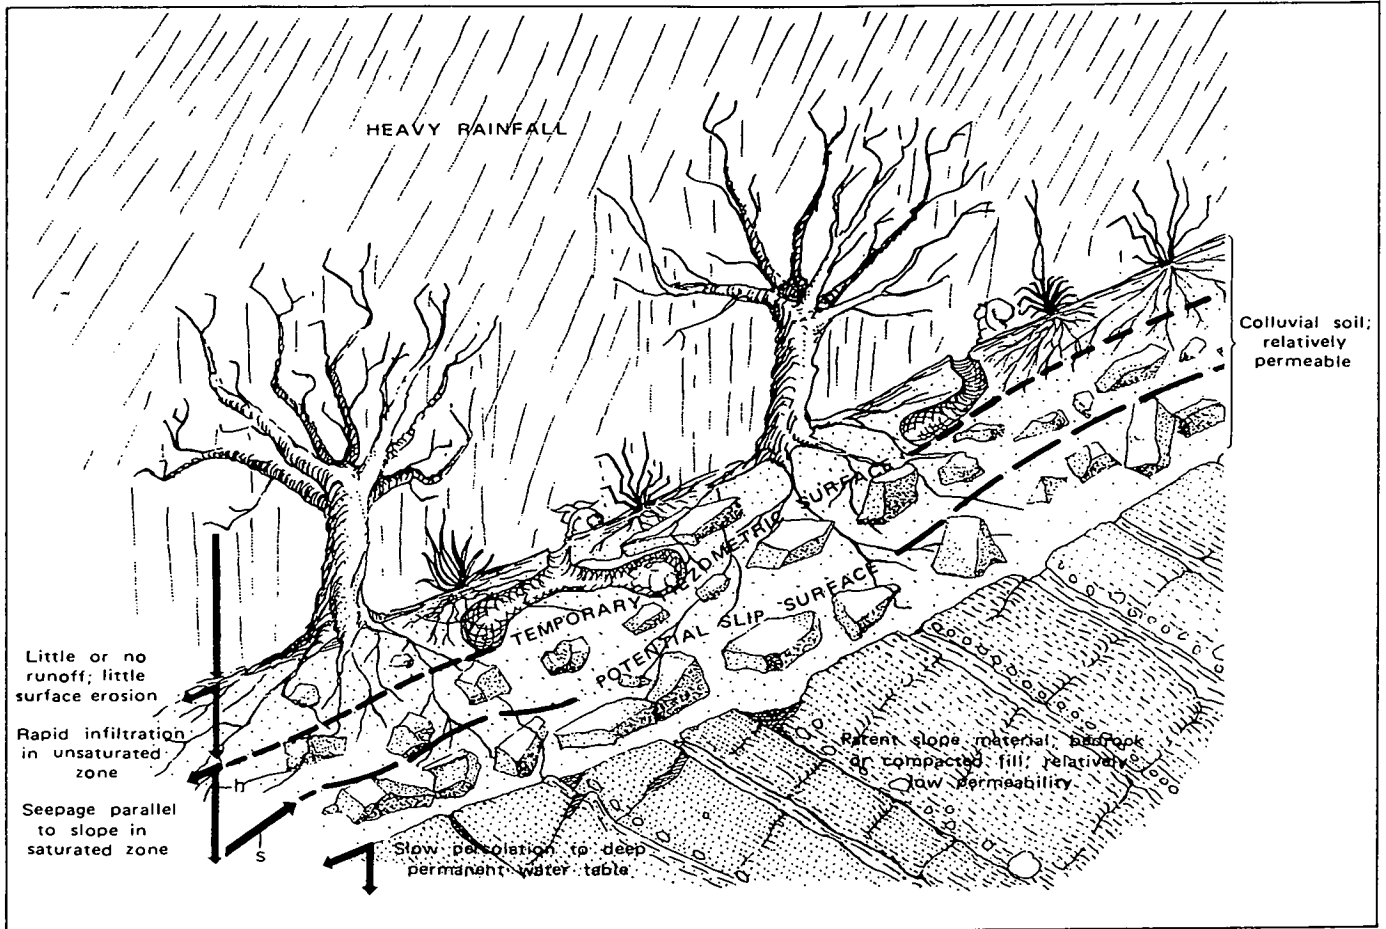 HEAVY RAINFALL
Colluvial soil;
relatively
permeable
TEMPORARY PIEZOMETRIC SURFACE
POTENTIAL SLIP SURFACE
Little or no
runoff; little
surface erosion
Rapid infiltration
in unsaturated
zone
h
Seepage parallel
to slope in
saturated zone
s
Parent slope material; bedrock
or compacted fill; relatively
low permeability
Slow percolation to deep
permanent water table